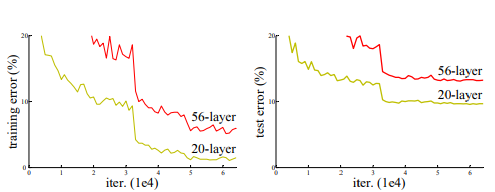 training error (%)
20
10
0
0 1 2 3 4 5 6
iter. (1e4)
56-layer
20-layer
test error (%)
20
10
0
0 1 2 3 4 5 6
iter. (1e4)
56-layer
20-layer